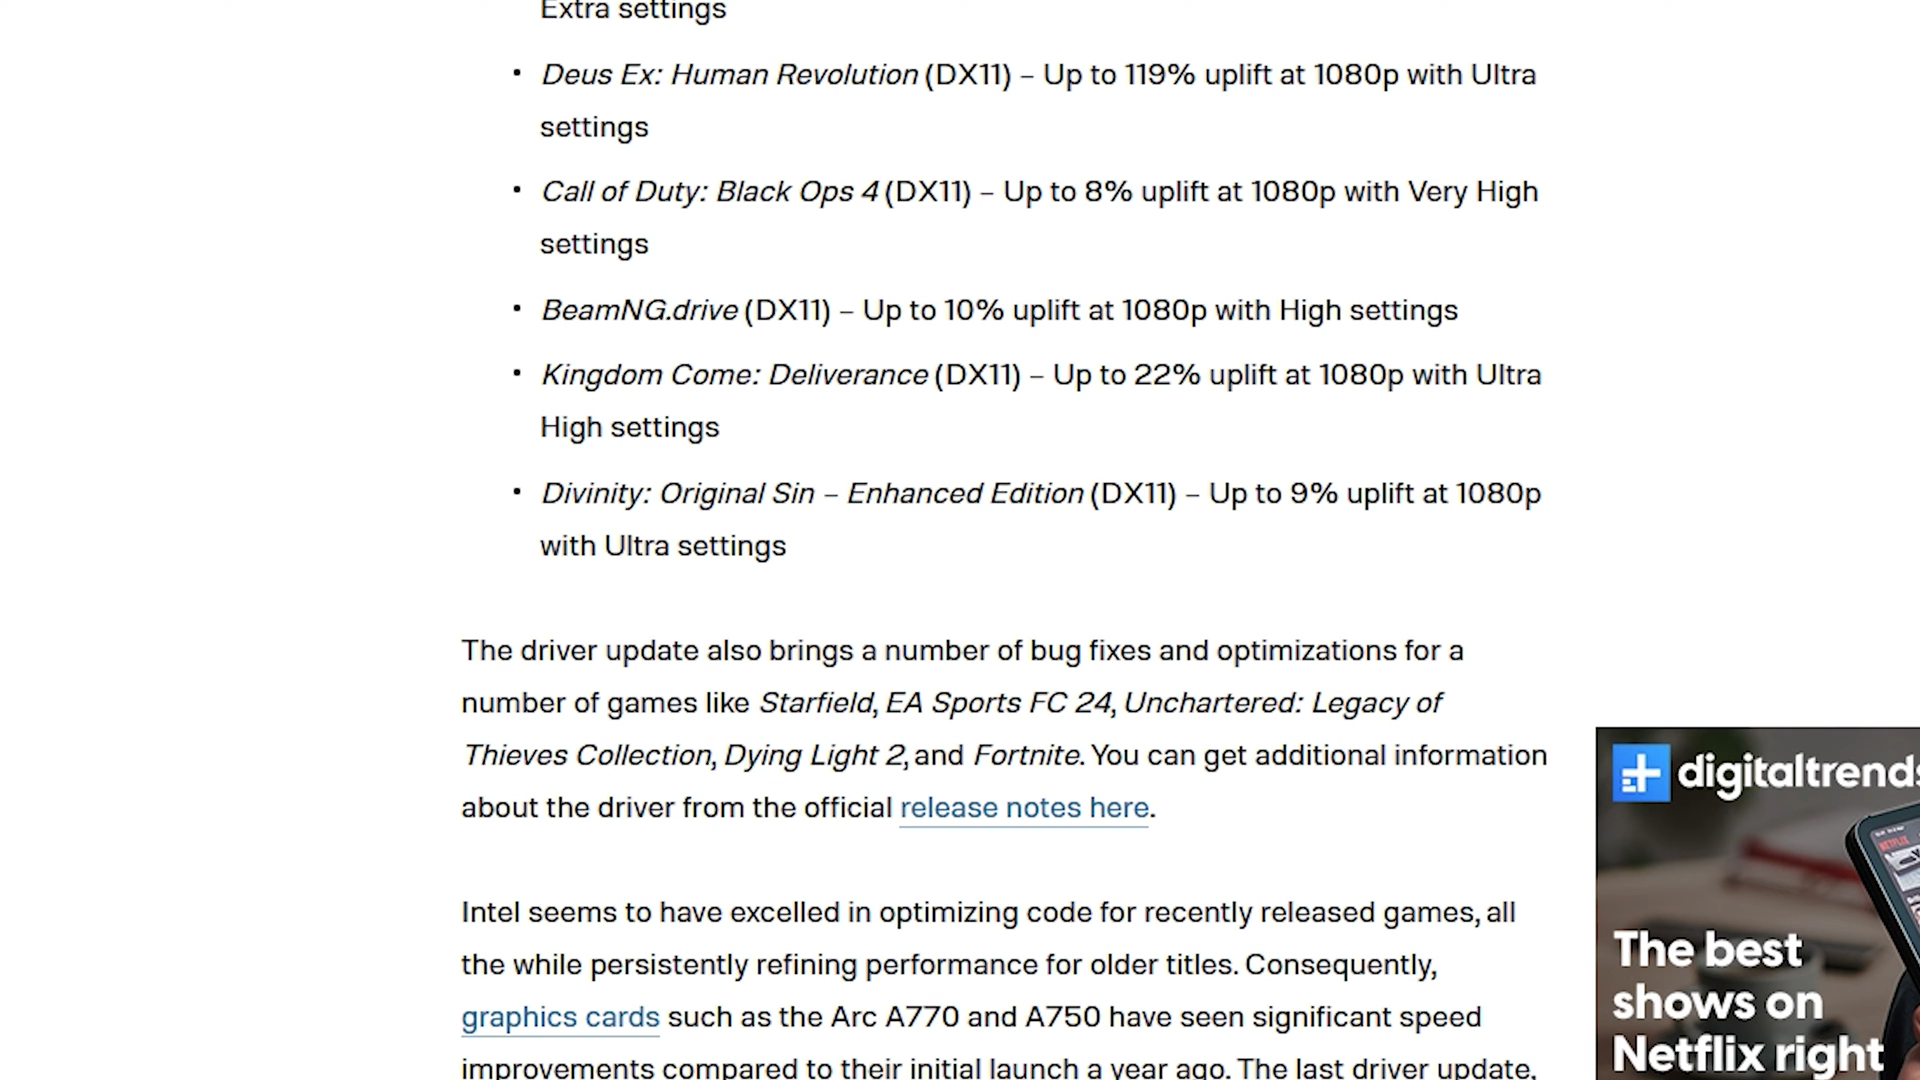 Extra settings
• Deus Ex: Human Revolution (DX11) – Up to 119% uplift at 1080p with Ultra
settings
• Call of Duty: Black Ops 4 (DX11) – Up to 8% uplift at 1080p with Very High
settings
• BeamNG.drive (DX11) – Up to 10% uplift at 1080p with High settings
• Kingdom Come: Deliverance (DX11) – Up to 22% uplift at 1080p with Ultra
High settings
• Divinity: Original Sin – Enhanced Edition (DX11) – Up to 9% uplift at 1080p
with Ultra settings
The driver update also brings a number of bug fixes and optimizations for a
number of games like Starfield, EA Sports FC 24, Unchartered: Legacy of
Thieves Collection, Dying Light 2, and Fortnite. You can get additional information
about the driver from the official release notes here.
Intel seems to have excelled in optimizing code for recently released games, all
the while persistently refining performance for older titles. Consequently,
graphics cards such as the Arc A770 and A750 have seen significant speed
improvements compared to their initial launch a year ago. The last driver update,
digitaltrends
The best
shows on
Netflix right